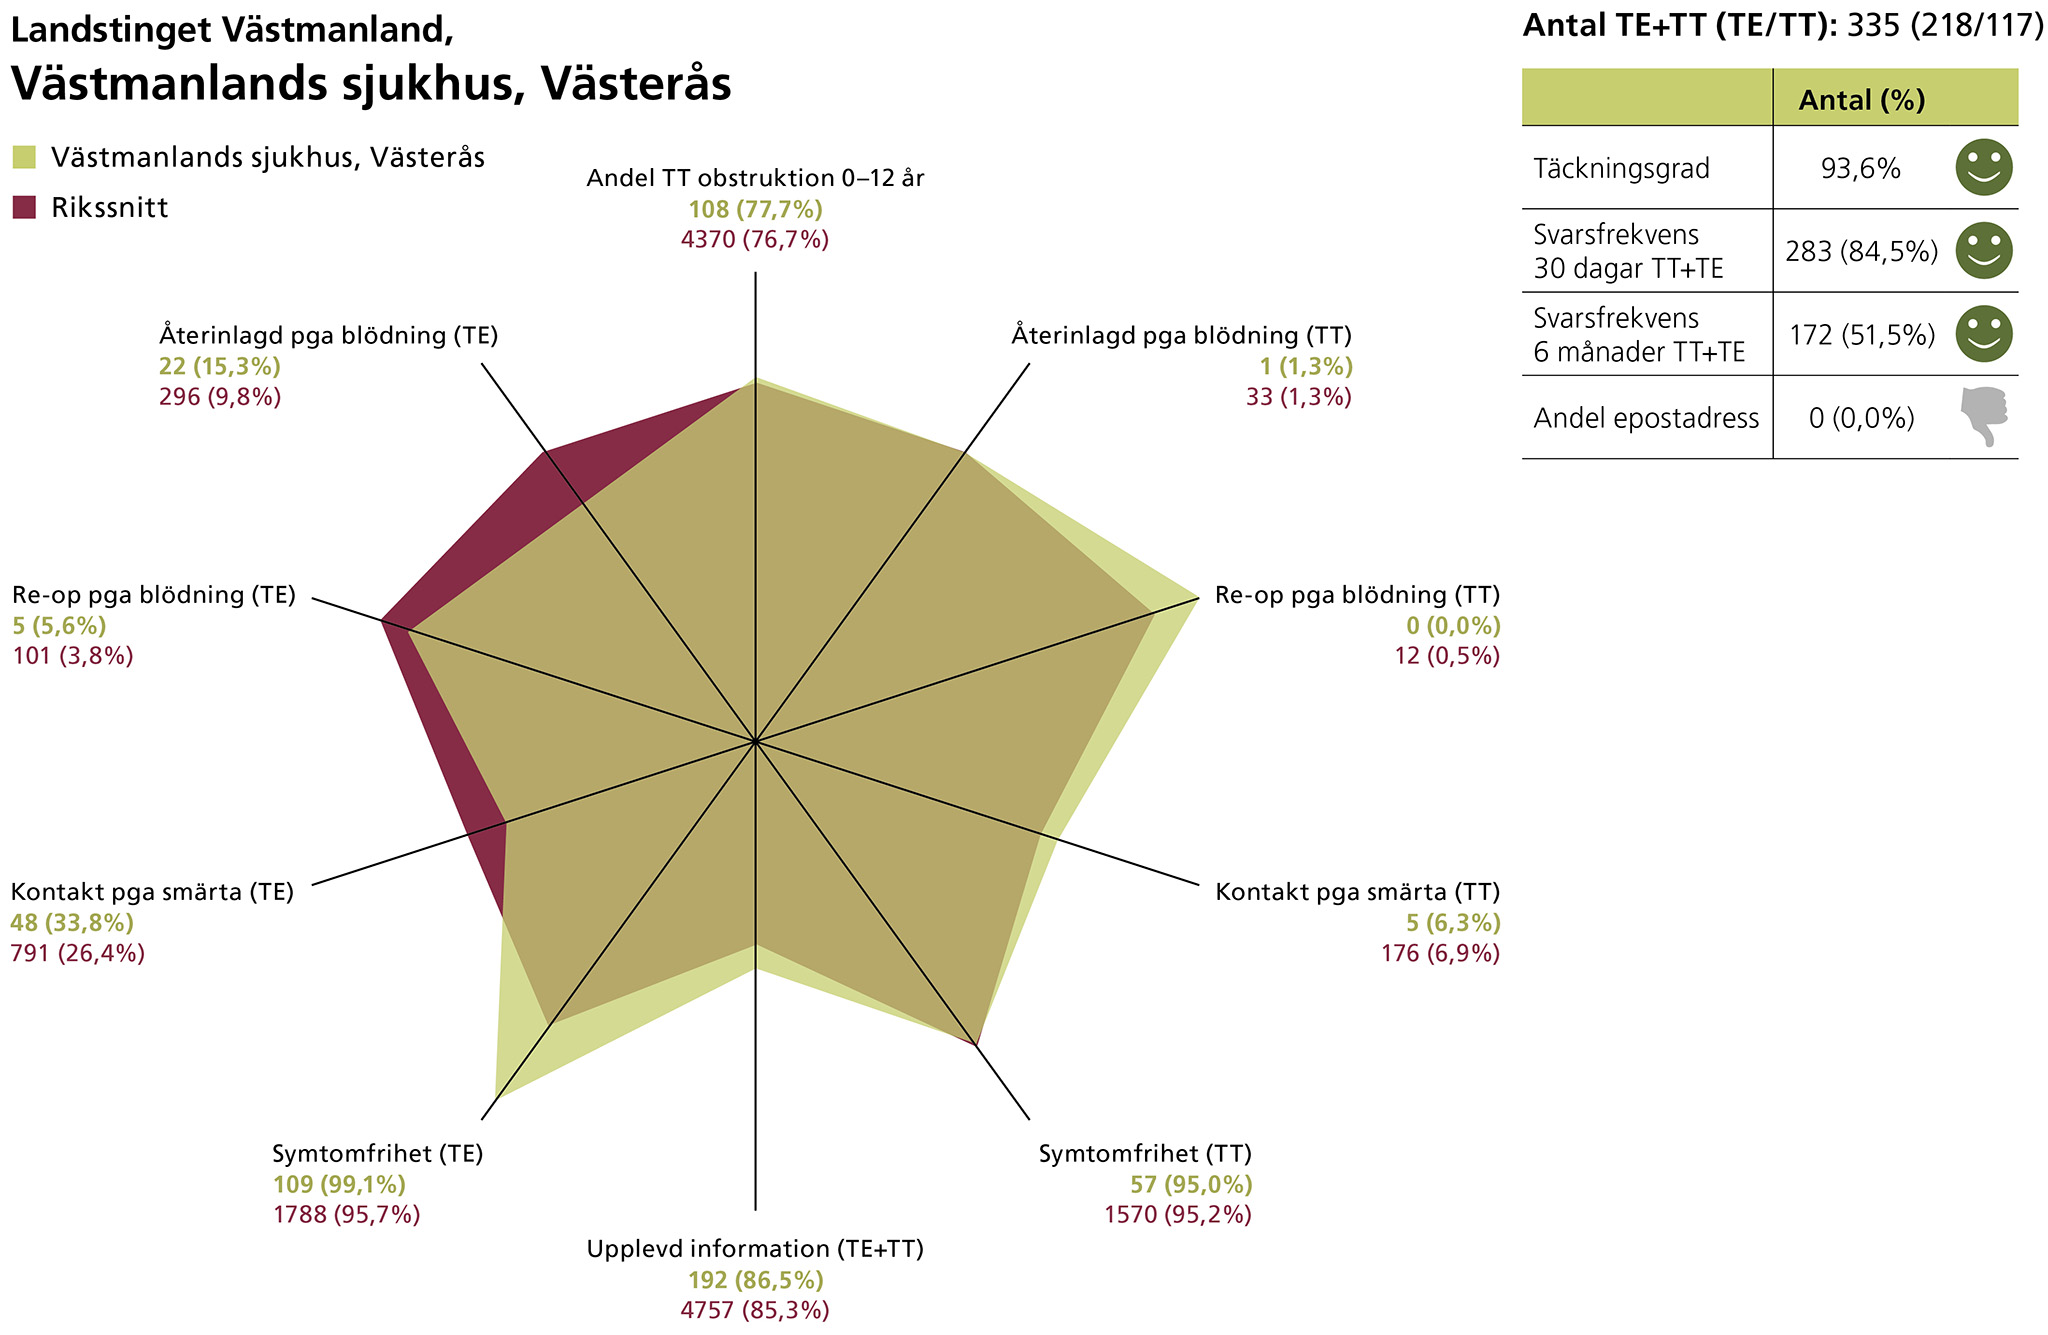 Landstinget Västmanland,
Västmanlands sjukhus, Västerås
Västmanlands sjukhus, Västerås
Rikssnitt
Andel TT obstruktion 0–12 år
108 (77,7%)
4370 (76,7%)
Återinlagd pga blödning (TE)
22 (15,3%)
296 (9,8%)
Återinlagd pga blödning (TT)
1 (1,3%)
33 (1,3%)
Re-op pga blödning (TE)
5 (5,6%)
101 (3,8%)
Re-op pga blödning (TT)
0 (0,0%)
12 (0,5%)
Kontakt pga smärta (TE)
48 (33,8%)
791 (26,4%)
Kontakt pga smärta (TT)
5 (6,3%)
176 (6,9%)
Symtomfrihet (TE)
109 (99,1%)
1788 (95,7%)
Symtomfrihet (TT)
57 (95,0%)
1570 (95,2%)
Upplevd information (TE+TT)
192 (86,5%)
4757 (85,3%)
Antal TE+TT (TE/TT): 335 (218/117)
Antal (%)
Täckningsgrad 93,6%
Svarsfrekvens
30 dagar TT+TE 283 (84,5%)
Svarsfrekvens
6 månader TT+TE 172 (51,5%)
Andel epostadress 0 (0,0%)